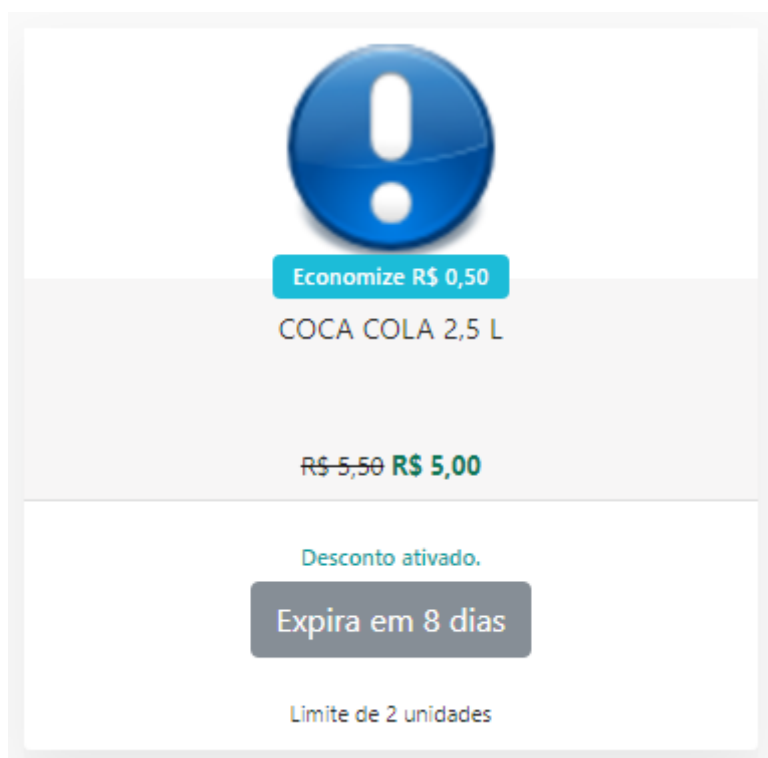 Economize R$ 0,50
COCA COLA 2,5 L
R$ 5,50 R$ 5,00
Desconto ativado.
Expira em 8 dias
Limite de 2 unidades